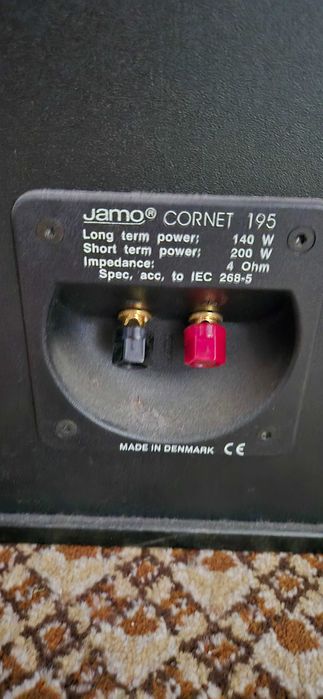 Jamo® CORNET 195
Long term power: 140 W
Short term power: 200 W
Impedance: 4 Ohm
Spec, acc, to IEC 268-5
MADE IN DENMARK CE